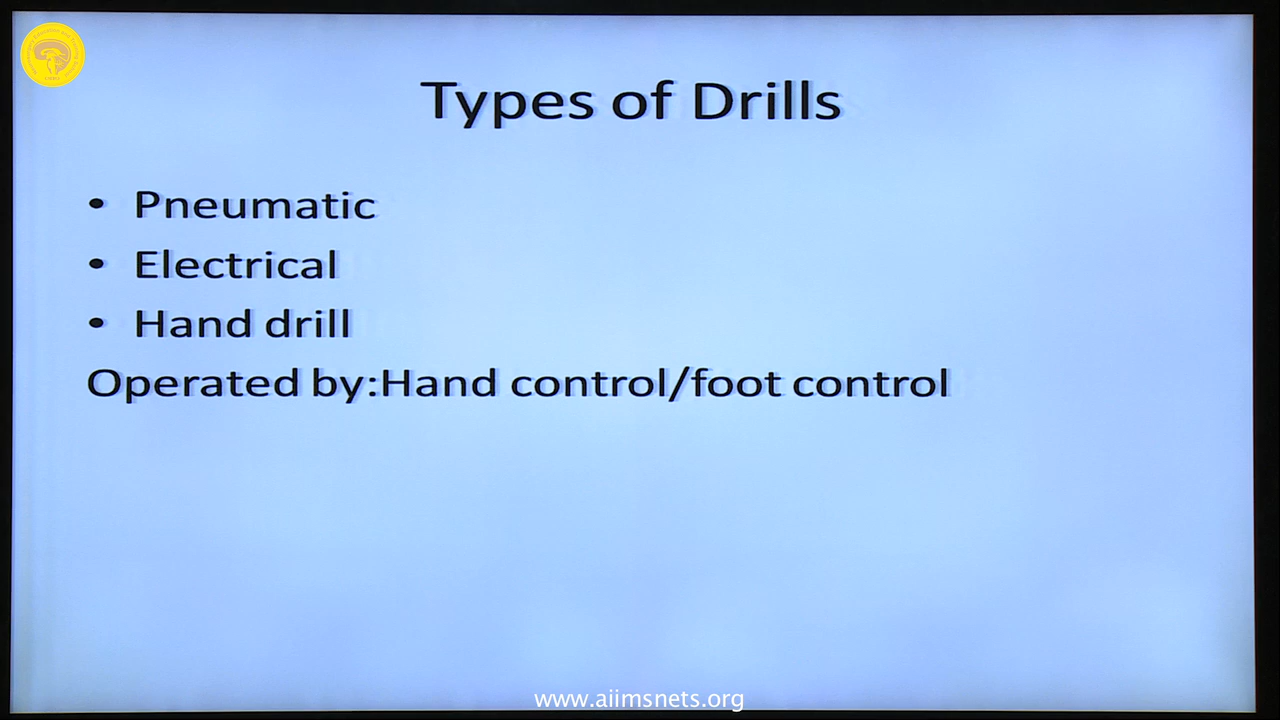 Types of Drills
• Pneumatic
• Electrical
• Hand drill
Operated by:Hand control/foot control
www.aiimsnets.org